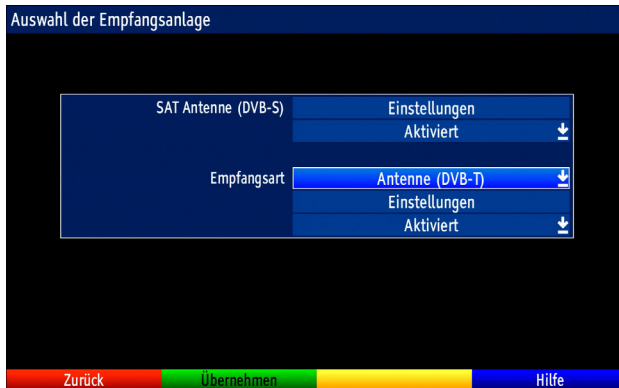 Auswahl der Empfangsanlage
SAT Antenne (DVB-S) Einstellungen
Aktiviert
Empfangsart Antenne (DVB-T)
Einstellungen
Aktiviert
Zurück Übernehmen Hilfe